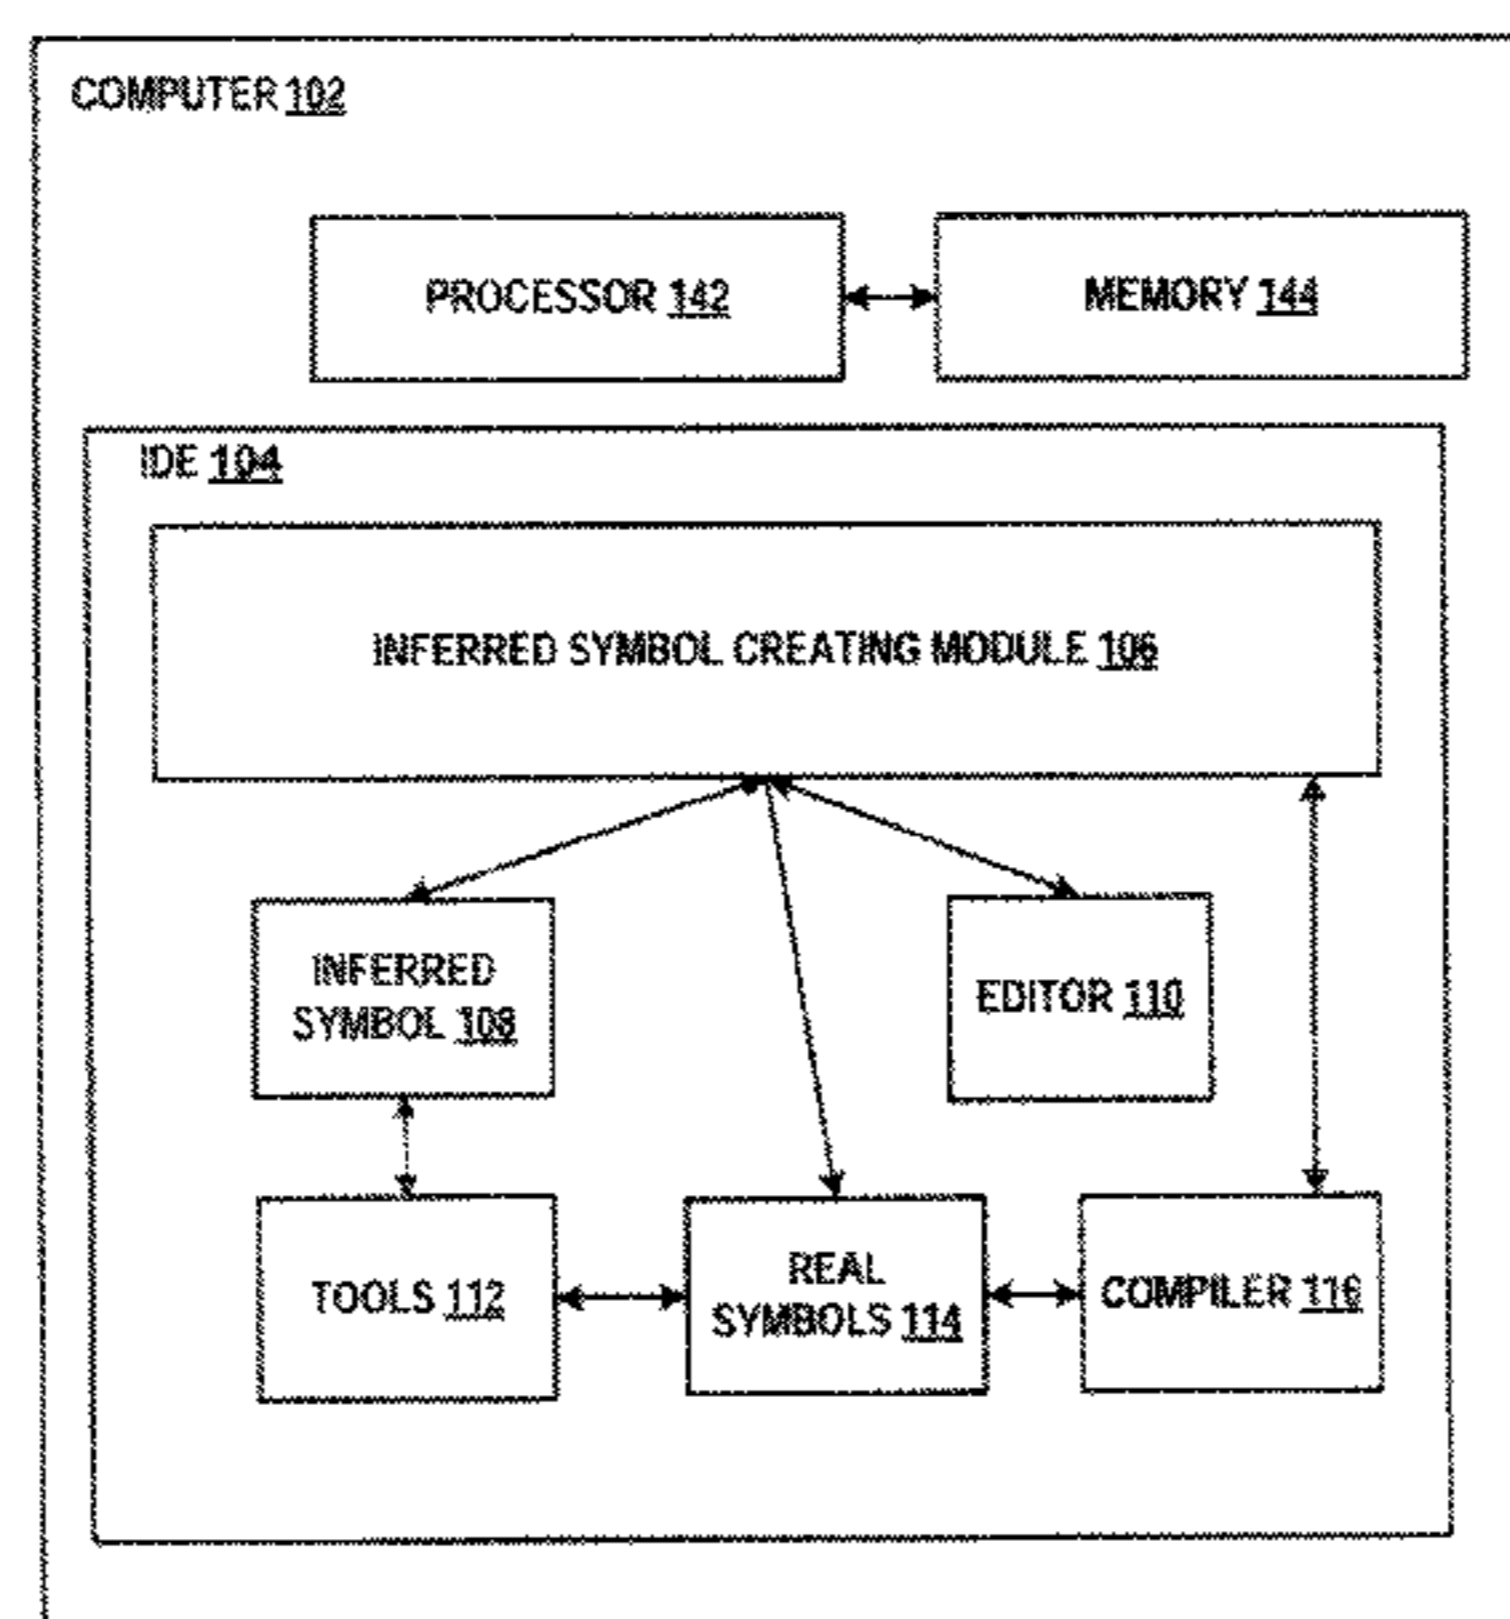 COMPUTER 102
PROCESSOR 142
MEMORY 144
IDE 104
INFERRED SYMBOL CREATING MODULE 106
INFERRED
SYMBOL 108
EDITOR 110
TOOLS 112
REAL
SYMBOLS 114
COMPILER 116